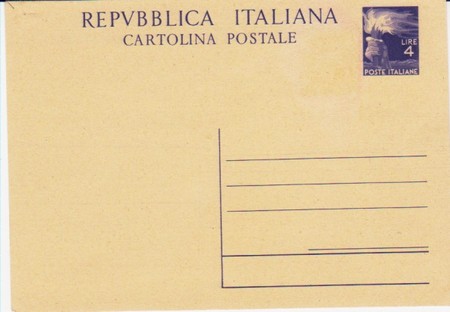 REPVBBLICA ITALIANA
CARTOLINA POSTALE
LIRE
4
POSTE ITALIANE